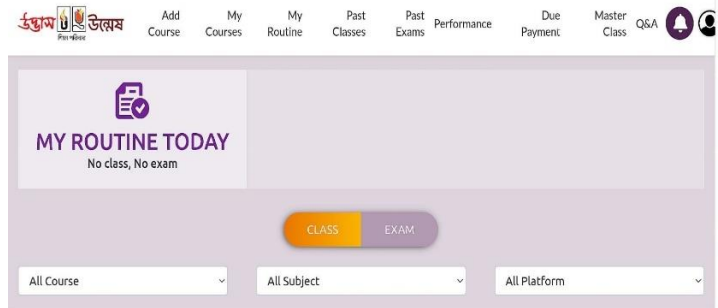 উদ্ভাস উন্মেষ
শিক্ষা পরিবার
Add Course
My Courses
My Routine
Past Classes
Past Exams
Performance
Due Payment
Master Class
Q&A
MY ROUTINE TODAY
No class, No exam
CLASS EXAM
All Course All Subject All Platform